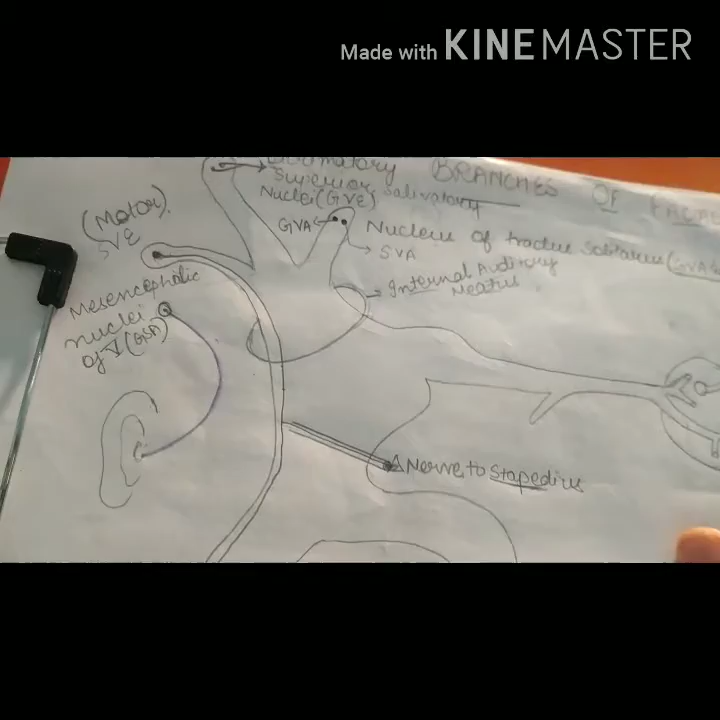 Made with KINEMASTER
BRANCHES OF
Superior
Nuclei (GVE) Salivatory
(Motor)
SVE
GVA
Nucleus of tractus Solitarius
SVA
Internal Auditory
Meatus
Mesencephalic
nuclei
of V (GSA)
Nerve to Stapedius